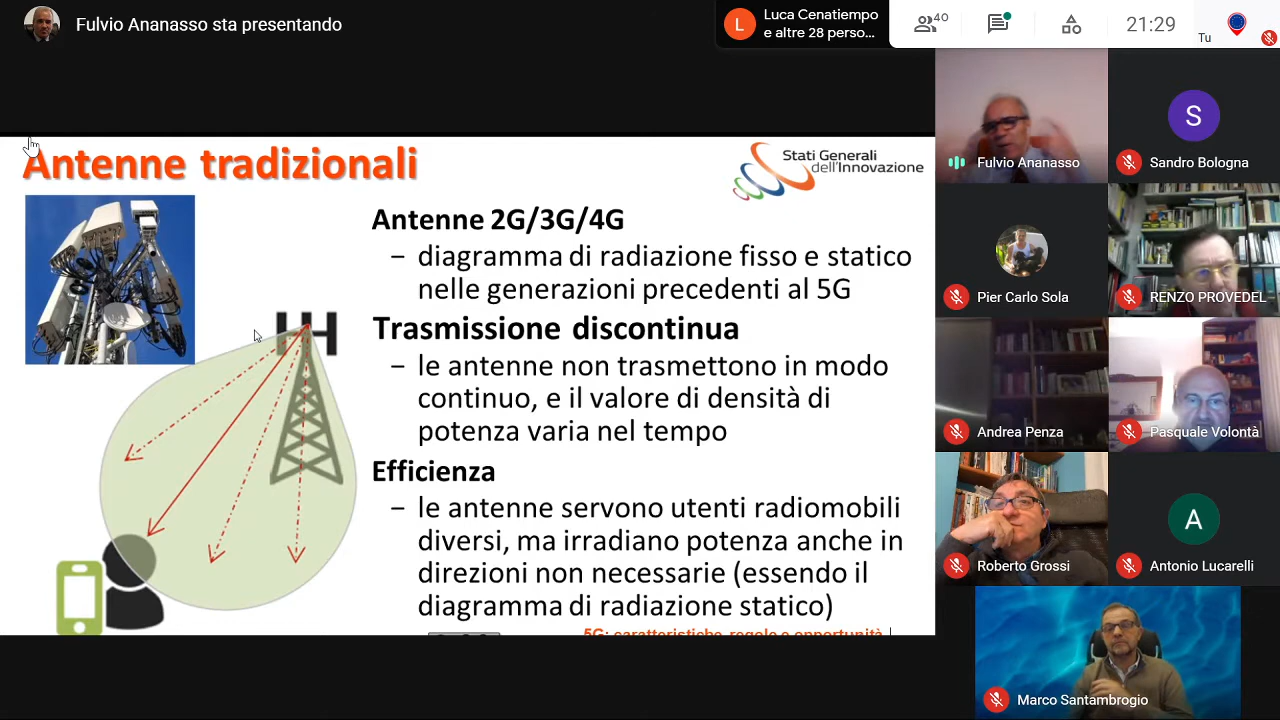 Fulvio Ananasso sta presentando
L
Luca Cenatiempo
e altre 28 perso...
40
21:29
Tu
Antenne tradizionali
Stati Generali
dell'Innovazione
Antenne 2G/3G/4G
− diagramma di radiazione fisso e statico
nelle generazioni precedenti al 5G
Trasmissione discontinua
− le antenne non trasmettono in modo
continuo, e il valore di densità di
potenza varia nel tempo
Efficienza
− le antenne servono utenti radiomobili
diversi, ma irradiano potenza anche in
direzioni non necessarie (essendo il
diagramma di radiazione statico)
5G: caratteristiche, regole e opportunità
Fulvio Ananasso
S
Sandro Bologna
Pier Carlo Sola
RENZO PROVEDEL
Andrea Penza
Pasquale Volontà
Roberto Grossi
A
Antonio Lucarelli
Marco Santambrogio